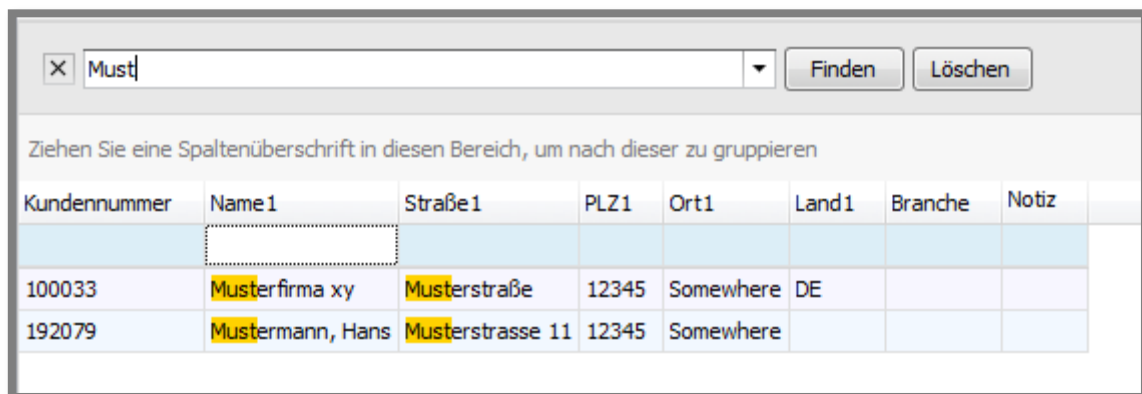 Must Finden Löschen
Ziehen Sie eine Spaltenüberschrift in diesen Bereich, um nach dieser zu gruppieren
Kundennummer Name1 Straße1 PLZ1 Ort1 Land1 Branche Notiz
100033 Musterfirma xy Musterstraße 12345 Somewhere DE
192079 Mustermann, Hans Musterstrasse 11 12345 Somewhere